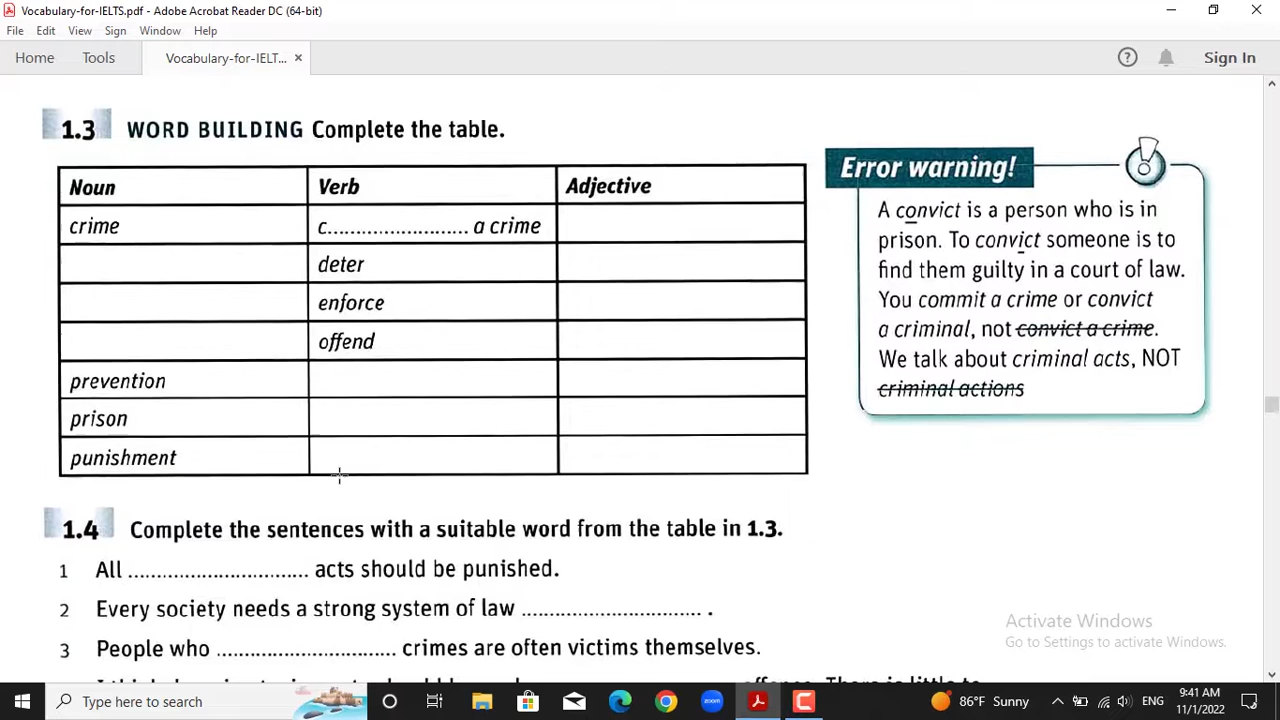 Vocabulary-for-IELTS.pdf - Adobe Acrobat Reader DC (64-bit)
File Edit View Sign Window Help
Home Tools Vocabulary-for-IELT... × Sign In
1.3 WORD BUILDING Complete the table.
Noun Verb Adjective
crime c......................... a crime
deter
enforce
offend
prevention
prison
punishment
Error warning!
A convict is a person who is in
prison. To convict someone is to
find them guilty in a court of law.
You commit a crime or convict
a criminal, not convict a crime.
We talk about criminal acts, NOT
criminal actions
1.4 Complete the sentences with a suitable word from the table in 1.3.
1 All ................................ acts should be punished.
2 Every society needs a strong system of law ................................ .
3 People who ................................ crimes are often victims themselves.
Activate Windows
Go to Settings to activate Windows.
Type here to search
zoom
86°F Sunny ENG
9:41 AM
11/1/2022